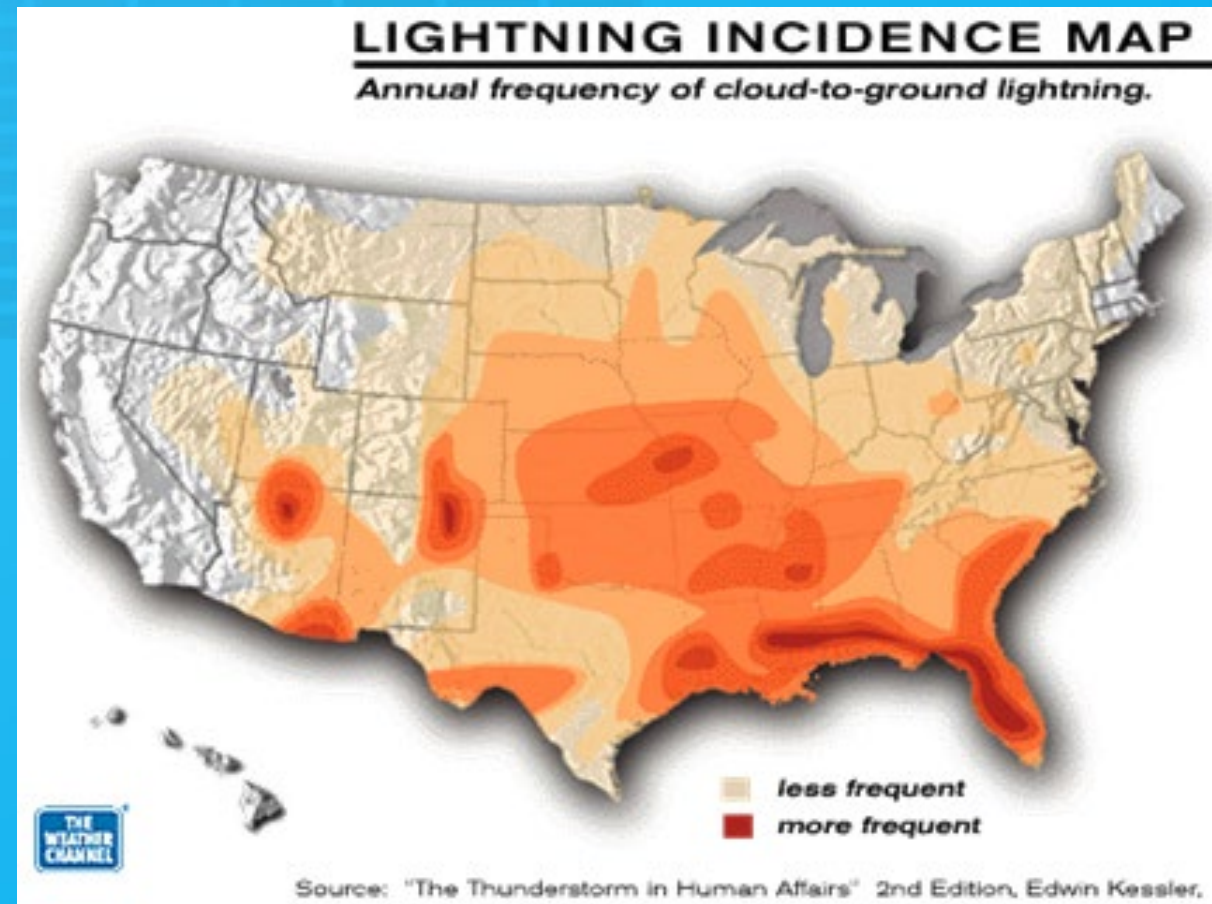 LIGHTNING INCIDENCE MAP
Annual frequency of cloud-to-ground lightning.
less frequent
more frequent
THE
WEATHER
CHANNEL
Source: "The Thunderstorm in Human Affairs" 2nd Edition, Edwin Kessler,